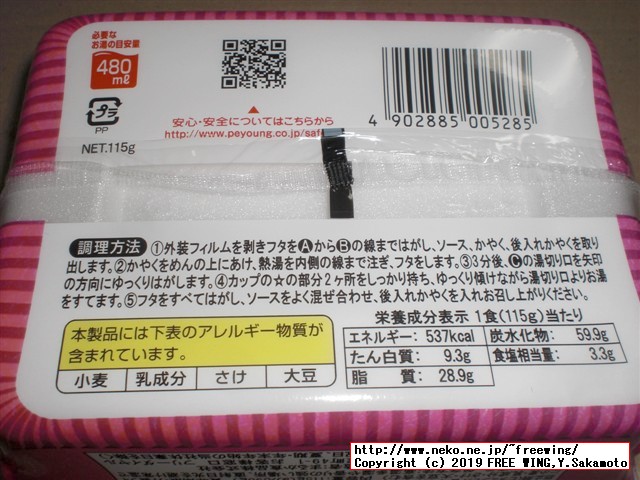 必要な
お湯の目安量
480
mℓ
プラ
PP
NET.115g
安心・安全についてはこちらから
http://www.peyoung.co.jp/safe
4 902885 005285
調理方法 ①外装フィルムを剥きフタをⒶからⒷの線まではがし、ソース、かやく、後入れかやくを取り
出します。②かやくをめんの上にあけ、熱湯を内側の線まで注ぎ、フタをします。③3分後、Ⓒの湯切り口を矢印
の方向にゆっくりはがします。④カップの☆の部分2ヶ所をしっかり持ち、ゆっくり傾けながら湯切り口よりお湯
をすてます。⑤フタをすべてはがし、ソースをよく混ぜ合わせ、後入れかやくを入れお召し上がりください。
本製品には下表のアレルギー物質が
含まれています。
小麦 乳成分 さけ 大豆
栄養成分表示 1食(115g)当たり
エネルギー: 537kcal 炭水化物: 59.9g
たん白質: 9.3g 食塩相当量: 3.3g
脂質: 28.9g
http://www.neko.ne.jp/~freewing/
Copyright (c) 2019 FREE WING,Y.Sakamoto